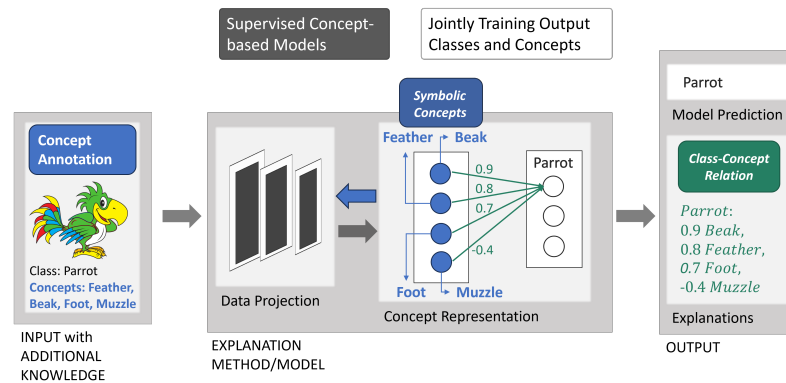 Supervised Concept-
based Models
Jointly Training Output
Classes and Concepts
Concept
Annotation
Class: Parrot
Concepts: Feather,
Beak, Foot, Muzzle
INPUT with
ADDITIONAL
KNOWLEDGE
Data Projection
EXPLANATION
METHOD/MODEL
Symbolic
Concepts
Feather
Beak
0.9
0.8
0.7
-0.4
Parrot
Foot
Muzzle
Concept Representation
Parrot
Model Prediction
Class-Concept
Relation
Parrot:
0.9 Beak,
0.8 Feather,
0.7 Foot,
-0.4 Muzzle
Explanations
OUTPUT